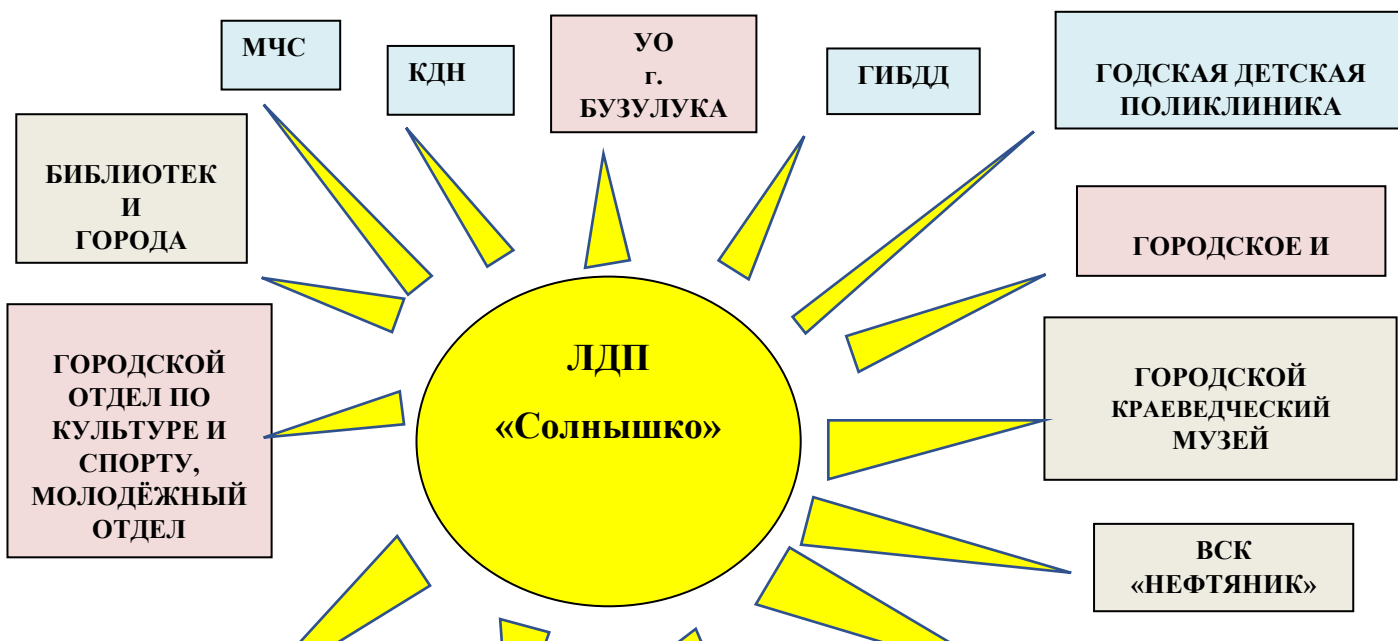 МЧС
КДН
УО
г.
БУЗУЛУКА
ГИБДД
ГОДСКАЯ ДЕТСКАЯ
ПОЛИКЛИНИКА
БИБЛИОТЕК
И
ГОРОДА
ГОРОДСКОЕ И
ГОРОДСКОЙ
ОТДЕЛ ПО
КУЛЬТУРЕ И
СПОРТУ,
МОЛОДЁЖНЫЙ
ОТДЕЛ
ЛДП
«Солнышко»
ГОРОДСКОЙ
КРАЕВЕДЧЕСКИЙ
МУЗЕЙ
ВСК
«НЕФТЯНИК»